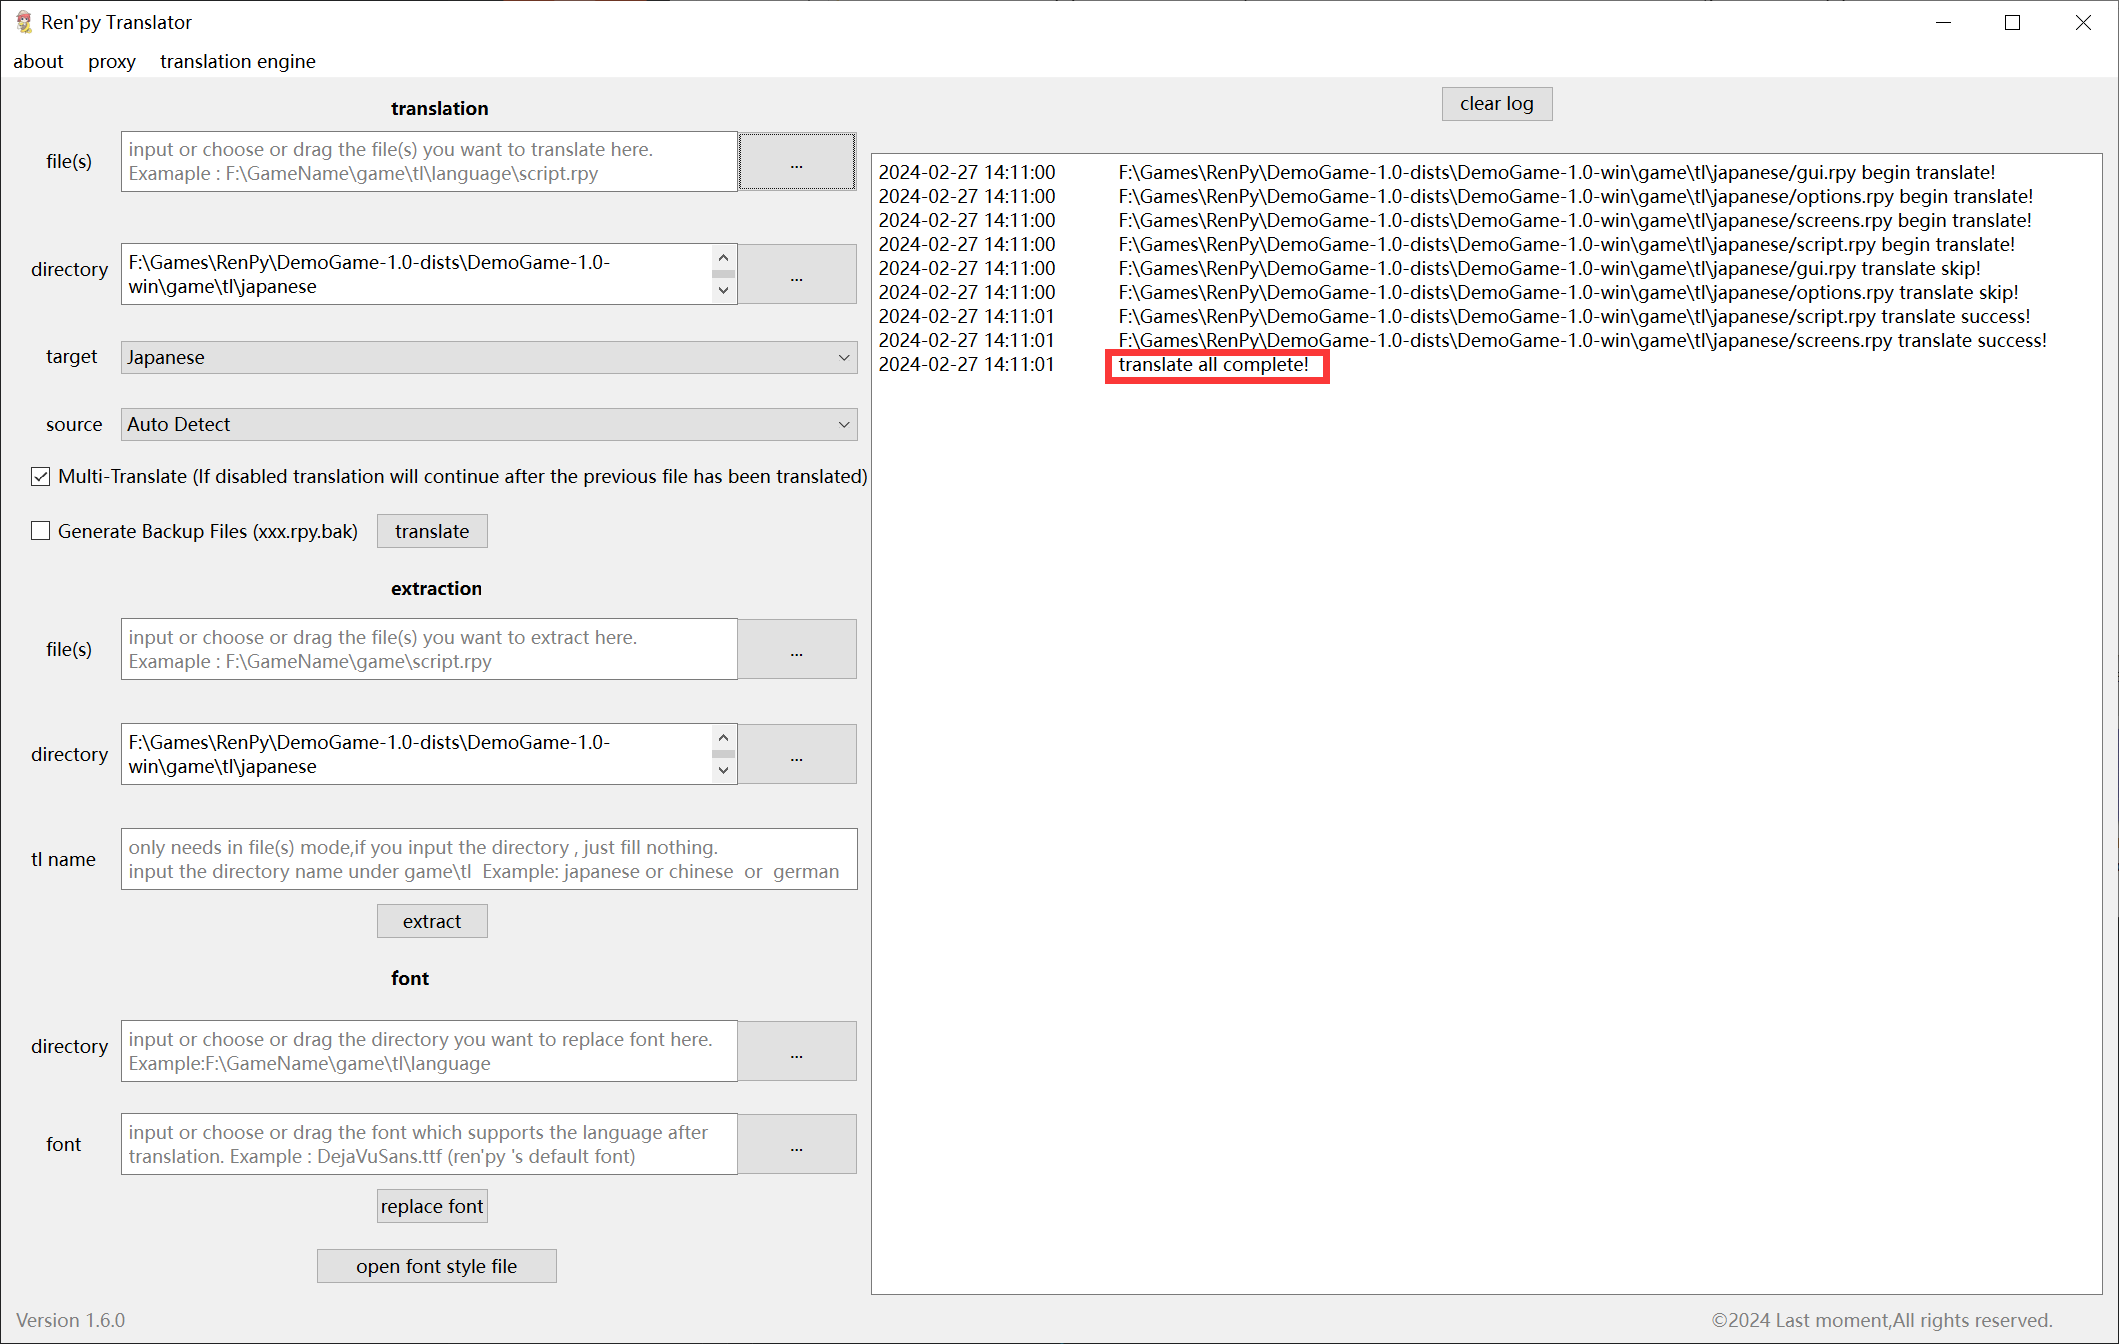 Ren'py Translator
about proxy translation engine
translation
file(s)
input or choose or drag the file(s) you want to translate here.
Examaple : F:\GameName\game\tl\language\script.rpy
...
directory
F:\Games\RenPy\DemoGame-1.0-dists\DemoGame-1.0-
win\game\tl\japanese
...
target
Japanese
source
Auto Detect
Multi-Translate (If disabled translation will continue after the previous file has been translated)
Generate Backup Files (xxx.rpy.bak)
translate
extraction
file(s)
input or choose or drag the file(s) you want to extract here.
Examaple : F:\GameName\game\script.rpy
...
directory
F:\Games\RenPy\DemoGame-1.0-dists\DemoGame-1.0-
win\game\tl\japanese
...
tl name
only needs in file(s) mode,if you input the directory , just fill nothing.
input the directory name under game\tl  Example: japanese or chinese  or  german
extract
font
directory
input or choose or drag the directory you want to replace font here.
Example:F:\GameName\game\tl\language
...
font
input or choose or drag the font which supports the language after
translation. Example : DejaVuSans.ttf (ren'py 's default font)
...
replace font
open font style file
Version 1.6.0
clear log
2024-02-27 14:11:00 F:\Games\RenPy\DemoGame-1.0-dists\DemoGame-1.0-win\game\tl\japanese/gui.rpy begin translate!
2024-02-27 14:11:00 F:\Games\RenPy\DemoGame-1.0-dists\DemoGame-1.0-win\game\tl\japanese/options.rpy begin translate!
2024-02-27 14:11:00 F:\Games\RenPy\DemoGame-1.0-dists\DemoGame-1.0-win\game\tl\japanese/screens.rpy begin translate!
2024-02-27 14:11:00 F:\Games\RenPy\DemoGame-1.0-dists\DemoGame-1.0-win\game\tl\japanese/script.rpy begin translate!
2024-02-27 14:11:00 F:\Games\RenPy\DemoGame-1.0-dists\DemoGame-1.0-win\game\tl\japanese/gui.rpy translate skip!
2024-02-27 14:11:00 F:\Games\RenPy\DemoGame-1.0-dists\DemoGame-1.0-win\game\tl\japanese/options.rpy translate skip!
2024-02-27 14:11:01 F:\Games\RenPy\DemoGame-1.0-dists\DemoGame-1.0-win\game\tl\japanese/script.rpy translate success!
2024-02-27 14:11:01 F:\Games\RenPy\DemoGame-1.0-dists\DemoGame-1.0-win\game\tl\japanese/screens.rpy translate success!
2024-02-27 14:11:01 translate all complete!
©2024 Last moment,All rights reserved.